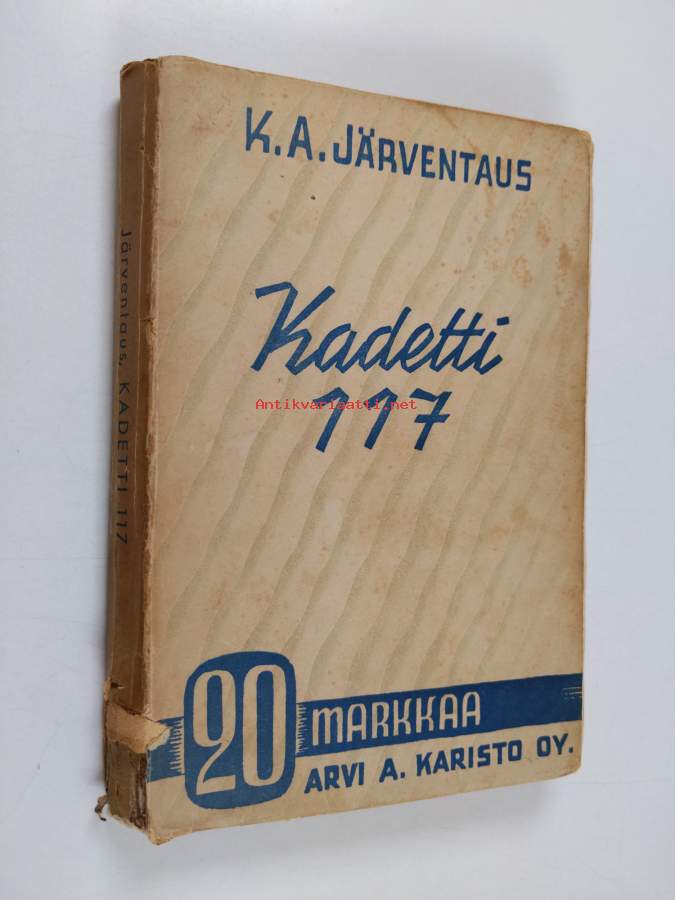 K.A. JÄRVENTAUS
Kadetti
117
Antikvariaatti.net
20 MARKKAA
ARVI A. KARISTO OY.
Järventaus, KADETTI 117